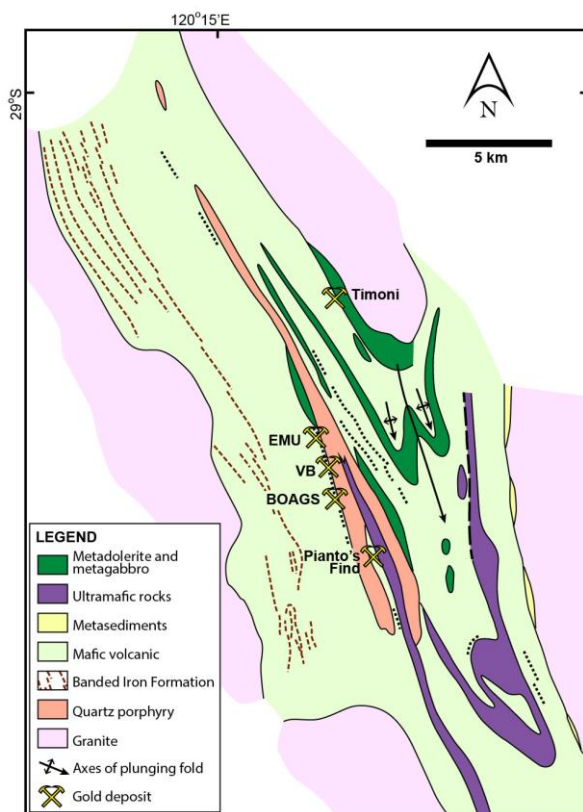 120°15'E
29°S
N
5 km
Timoni
EMU
VB
BOAGS
Pianto's
Find
LEGEND
Metadolerite and
metagabbro
Ultramafic rocks
Metasediments
Mafic volcanic
Banded Iron Formation
Quartz porphyry
Granite
Axes of plunging fold
Gold deposit